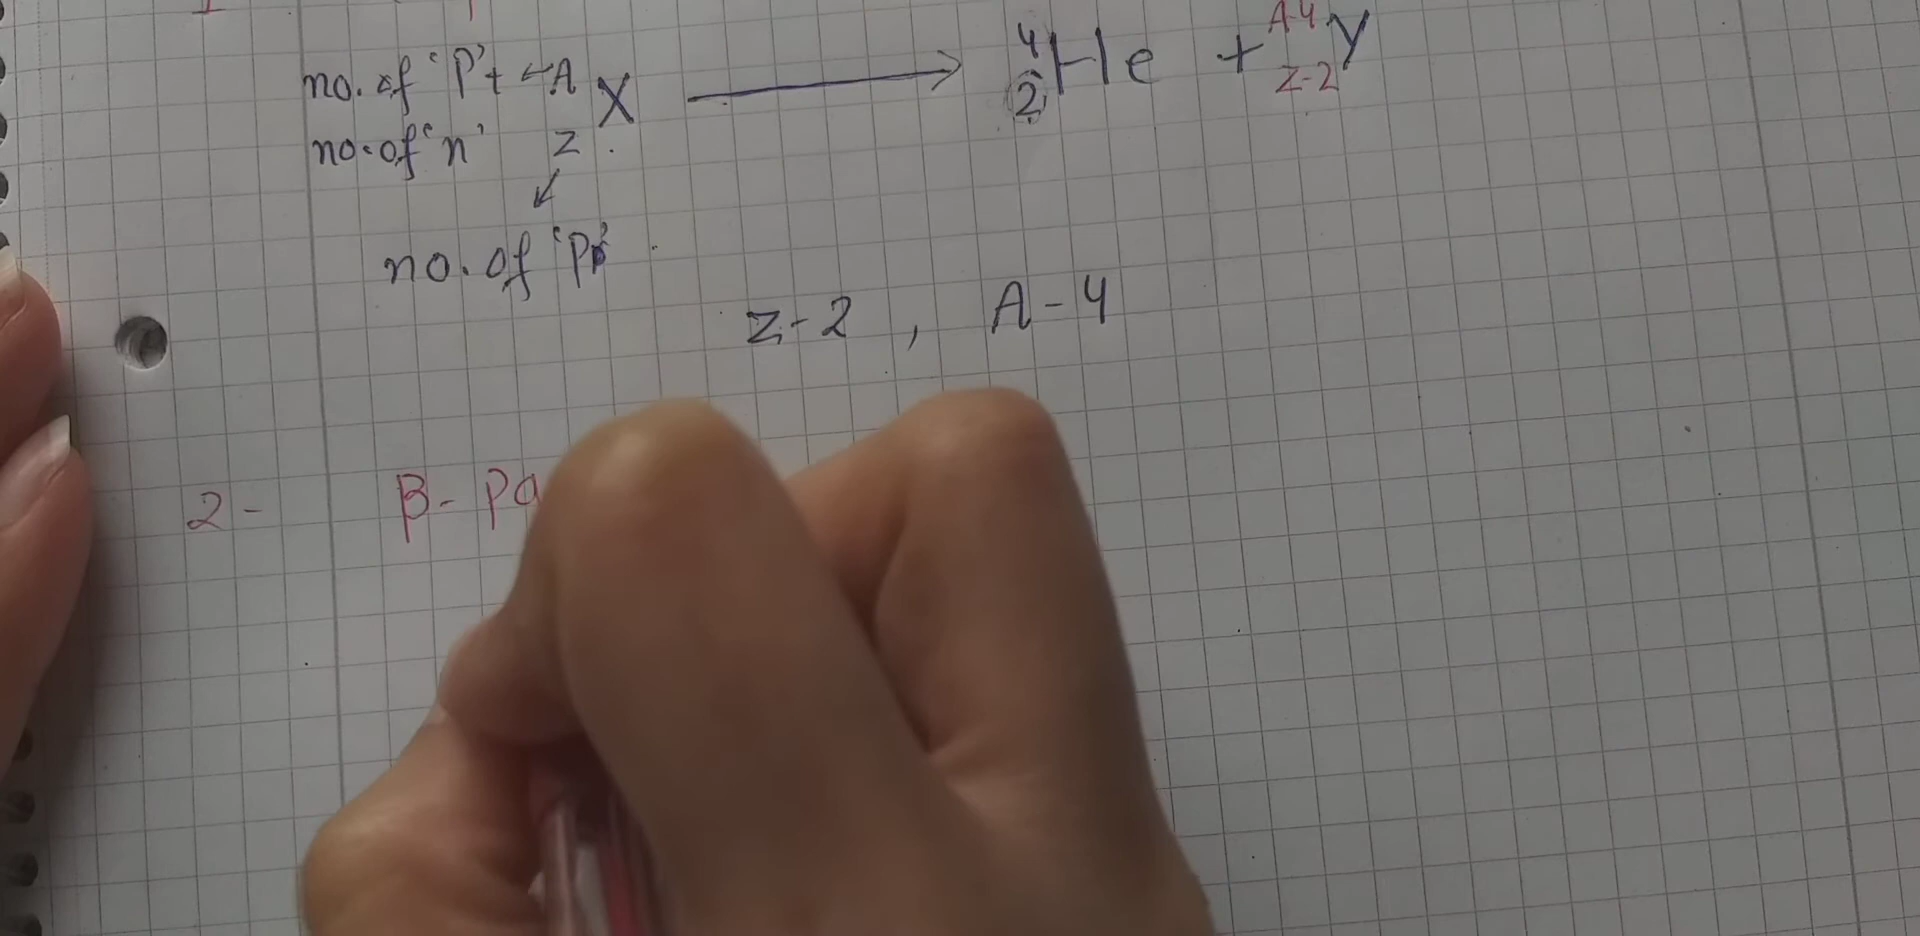 no. of 'P' + ← A X → 4 2 He + A-4 Z-2 Y
no. of 'n' Z
no. of 'P'
Z-2 , A-4
2- β- Pa